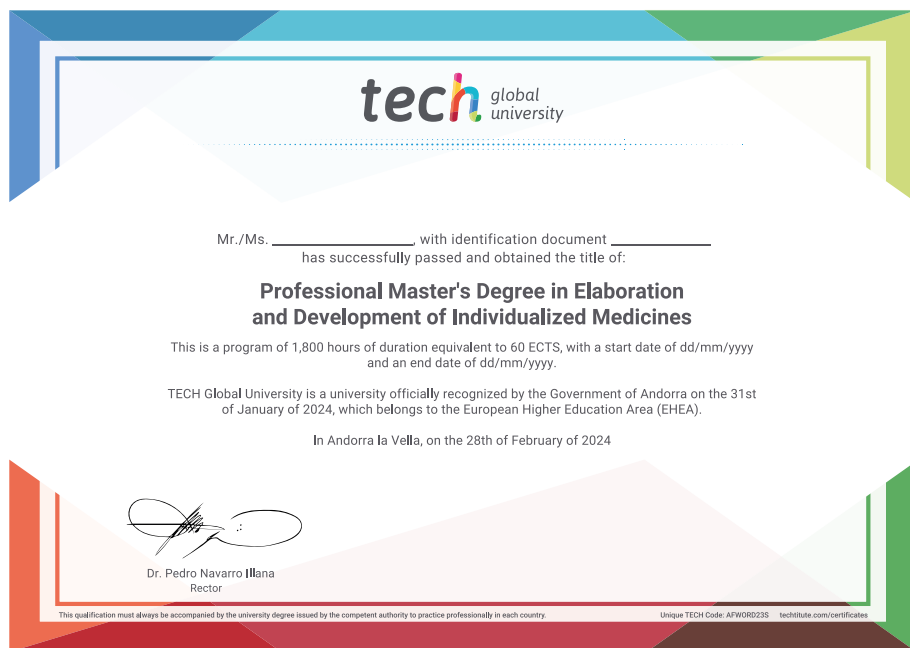 tech global
university
Mr./Ms. ____________, with identification document ____________
has successfully passed and obtained the title of:
Professional Master's Degree in Elaboration
and Development of Individualized Medicines
This is a program of 1,800 hours of duration equivalent to 60 ECTS, with a start date of dd/mm/yyyy
and an end date of dd/mm/yyyy.
TECH Global University is a university officially recognized by the Government of Andorra on the 31st
of January of 2024, which belongs to the European Higher Education Area (EHEA).
In Andorra la Vella, on the 28th of February of 2024
Dr. Pedro Navarro Illana
Rector
This qualification must always be accompanied by the university degree issued by the competent authority to practice professionally in each country.
Unique TECH Code: AFWORD23S techtitute.com/certificates